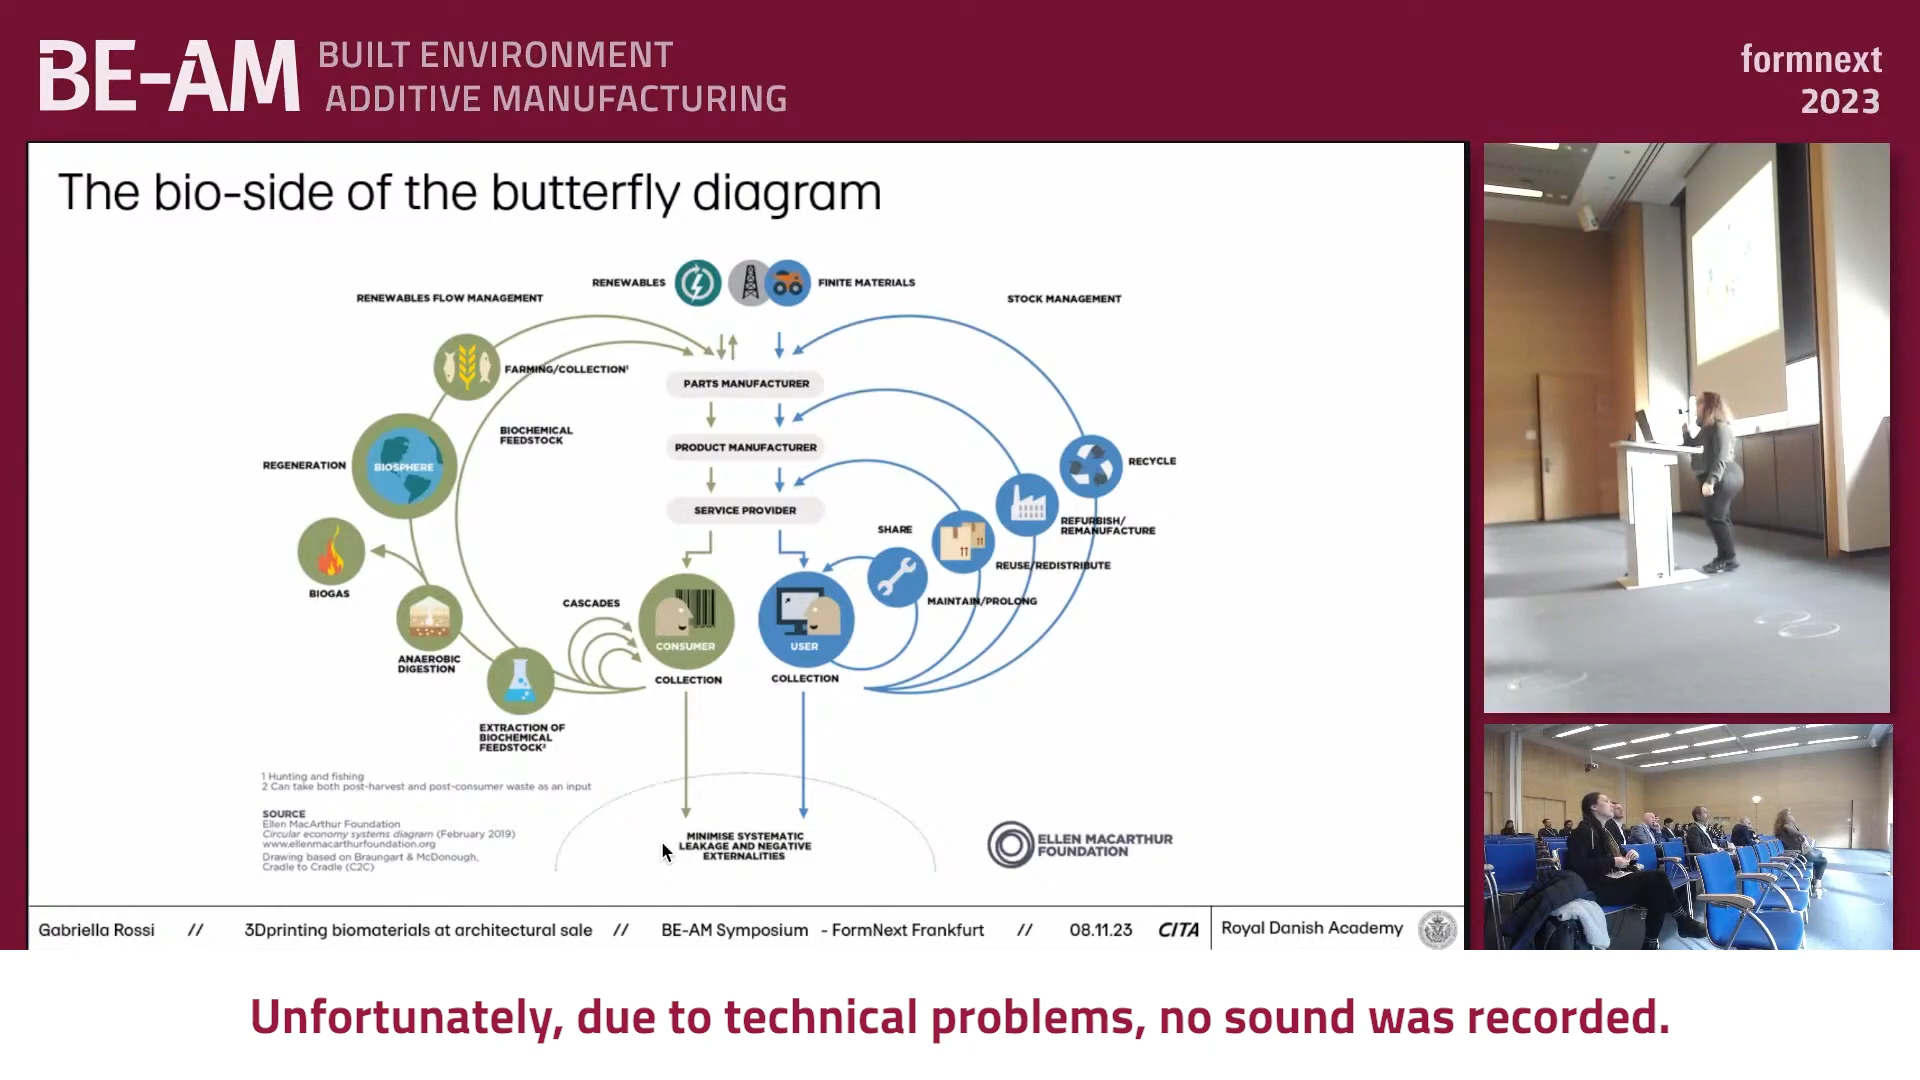 BE-AM BUILT ENVIRONMENT
ADDITIVE MANUFACTURING
formnext
2023
The bio-side of the butterfly diagram
RENEWABLES
FINITE MATERIALS
RENEWABLES FLOW MANAGEMENT
STOCK MANAGEMENT
FARMING/COLLECTION¹
PARTS MANUFACTURER
BIOCHEMICAL
FEEDSTOCK
PRODUCT MANUFACTURER
REGENERATION
BIOSPHERE
RECYCLE
SERVICE PROVIDER
SHARE
REFURBISH/
REMANUFACTURE
REUSE/REDISTRIBUTE
BIOGAS
CASCADES
MAINTAIN/PROLONG
CONSUMER
USER
ANAEROBIC
DIGESTION
COLLECTION
COLLECTION
EXTRACTION OF
BIOCHEMICAL
FEEDSTOCK²
1 Hunting and fishing
2 Can take both post-harvest and post-consumer waste as an input
SOURCE
Ellen MacArthur Foundation
Circular economy systems diagram (February 2019)
www.ellenmacarthurfoundation.org
Drawing based on Braungart & McDonough,
Cradle to Cradle (C2C)
MINIMISE SYSTEMATIC
LEAKAGE AND NEGATIVE
EXTERNALITIES
ELLEN MACARTHUR
FOUNDATION
Gabriella Rossi // 3Dprinting biomaterials at architectural sale // BE-AM Symposium - FormNext Frankfurt // 08.11.23 CITA Royal Danish Academy
Unfortunately, due to technical problems, no sound was recorded.